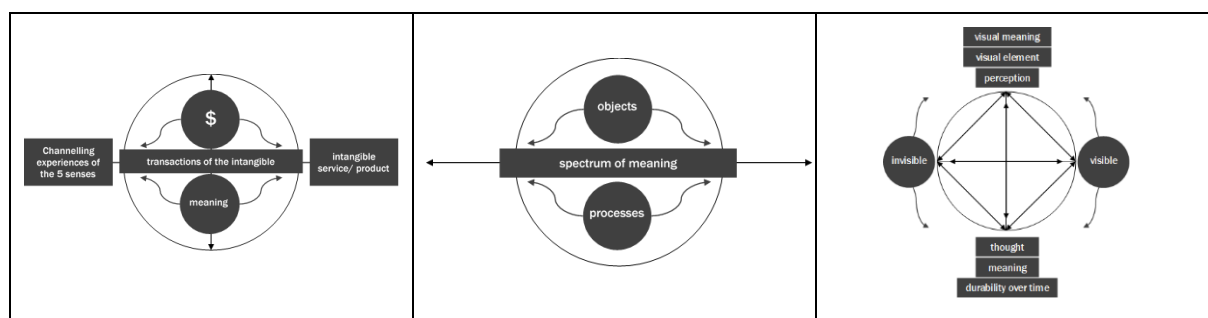 $
Channelling
experiences of
the 5 senses
transactions of the intangible
intangible
service/ product
meaning
objects
spectrum of meaning
processes
visual meaning
visual element
perception
invisible
visible
thought
meaning
durability over time